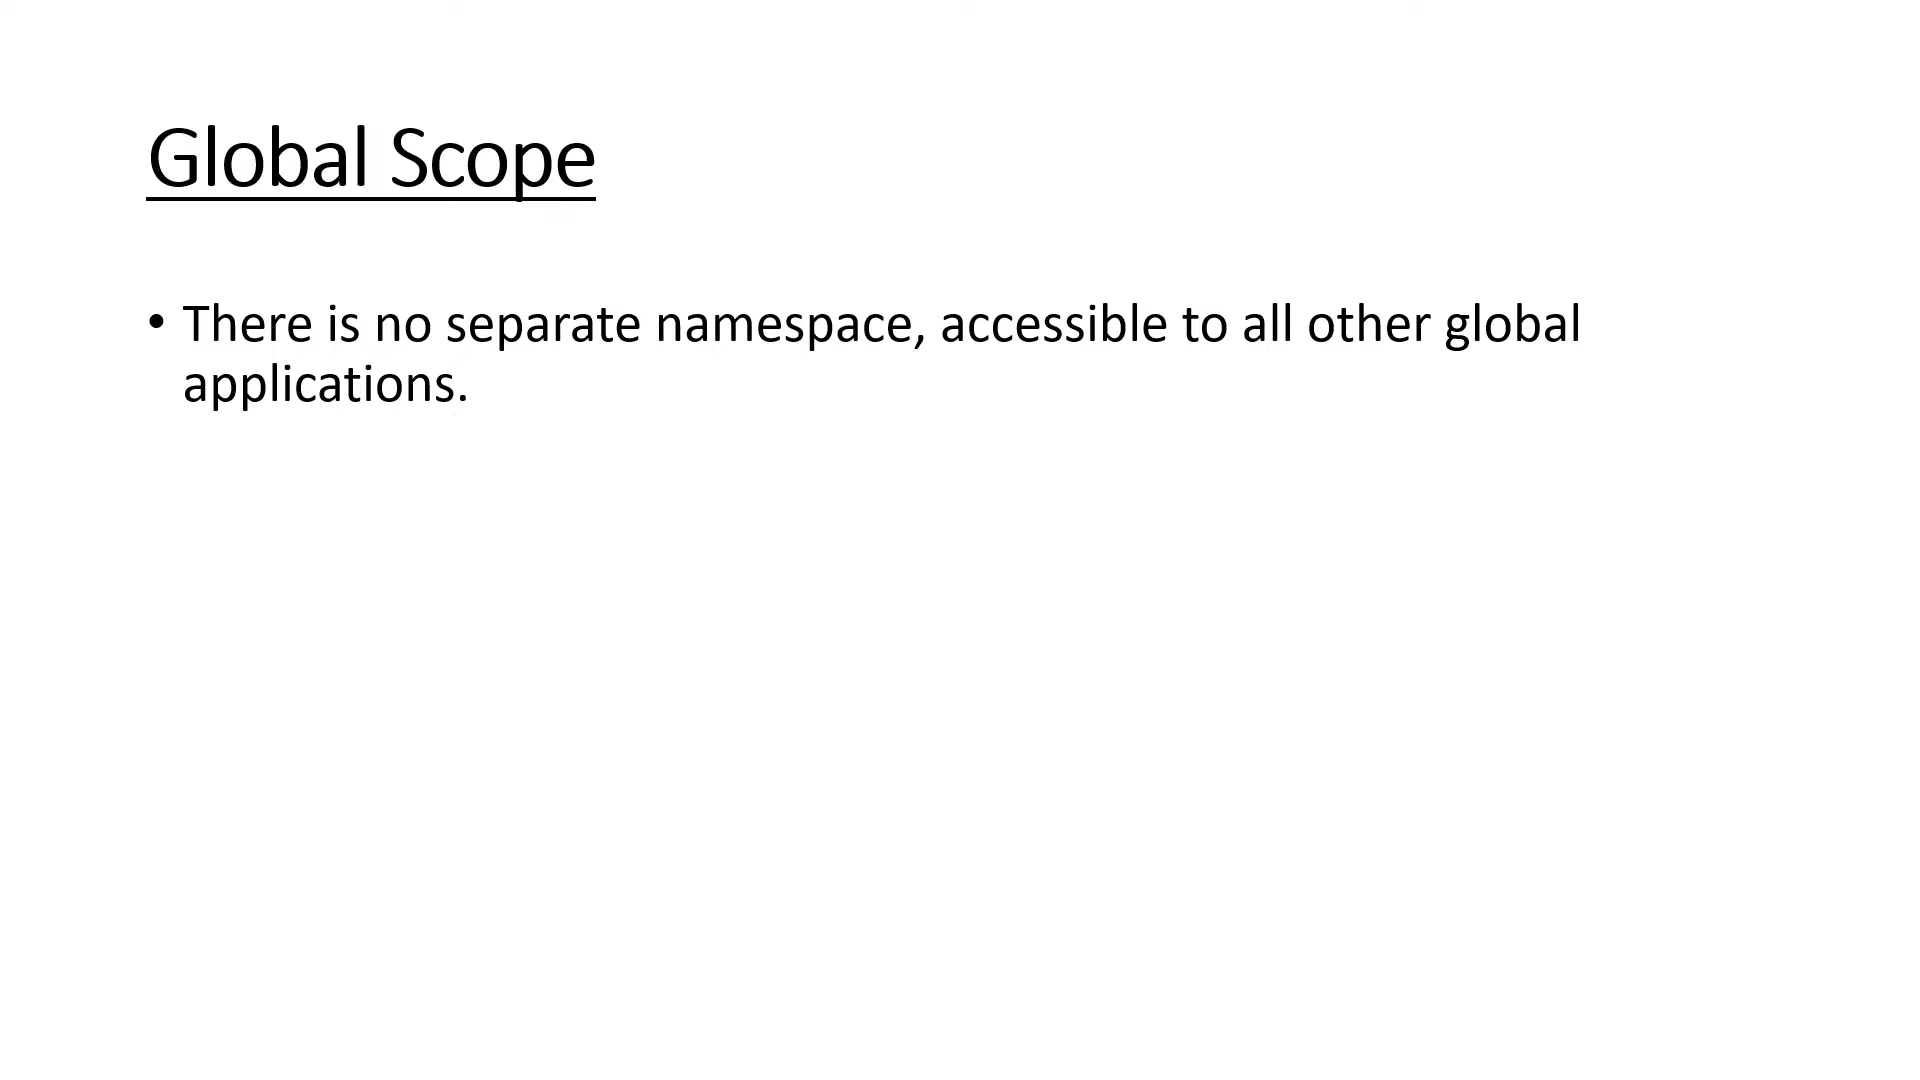 Global Scope
• There is no separate namespace, accessible to all other global
applications.